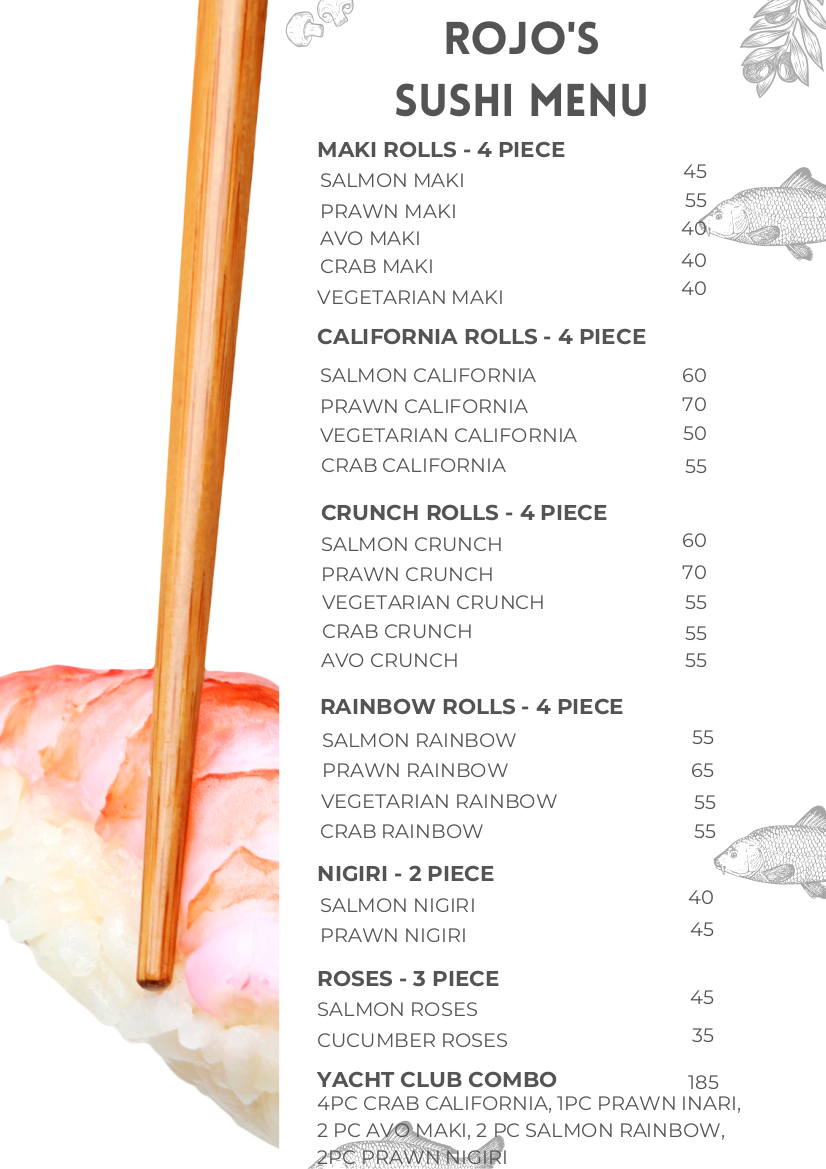 ROJO'S
SUSHI MENU
MAKI ROLLS - 4 PIECE
SALMON MAKI 45
PRAWN MAKI 55
AVO MAKI 40
CRAB MAKI 40
VEGETARIAN MAKI 40
CALIFORNIA ROLLS - 4 PIECE
SALMON CALIFORNIA 60
PRAWN CALIFORNIA 70
VEGETARIAN CALIFORNIA 50
CRAB CALIFORNIA 55
CRUNCH ROLLS - 4 PIECE
SALMON CRUNCH 60
PRAWN CRUNCH 70
VEGETARIAN CRUNCH 55
CRAB CRUNCH 55
AVO CRUNCH 55
RAINBOW ROLLS - 4 PIECE
SALMON RAINBOW 55
PRAWN RAINBOW 65
VEGETARIAN RAINBOW 55
CRAB RAINBOW 55
NIGIRI - 2 PIECE
SALMON NIGIRI 40
PRAWN NIGIRI 45
ROSES - 3 PIECE
SALMON ROSES 45
CUCUMBER ROSES 35
YACHT CLUB COMBO 185
4PC CRAB CALIFORNIA, 1PC PRAWN INARI,
2 PC AVO MAKI, 2 PC SALMON RAINBOW,
2PC PRAWN NIGIRI